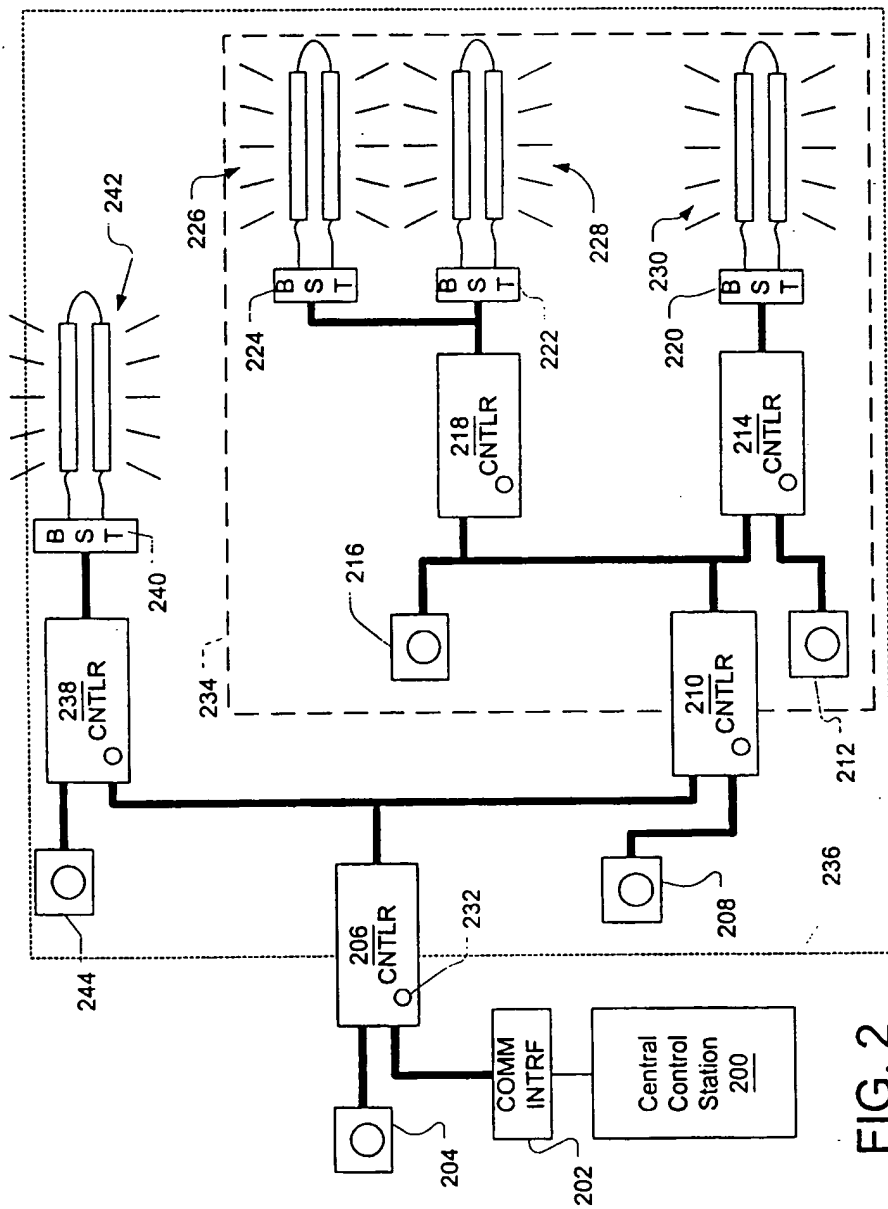 242
226
B
S
T
224
228
B
S
T
222
230
B
S
T
220
B
S
T
240
218
CNTLR
214
CNTLR
216
234
238
CNTLR
210
CNTLR
212
244
208
236
206
CNTLR
232
204
COMM
INTRF
202
Central
Control
Station
200
FIG. 2